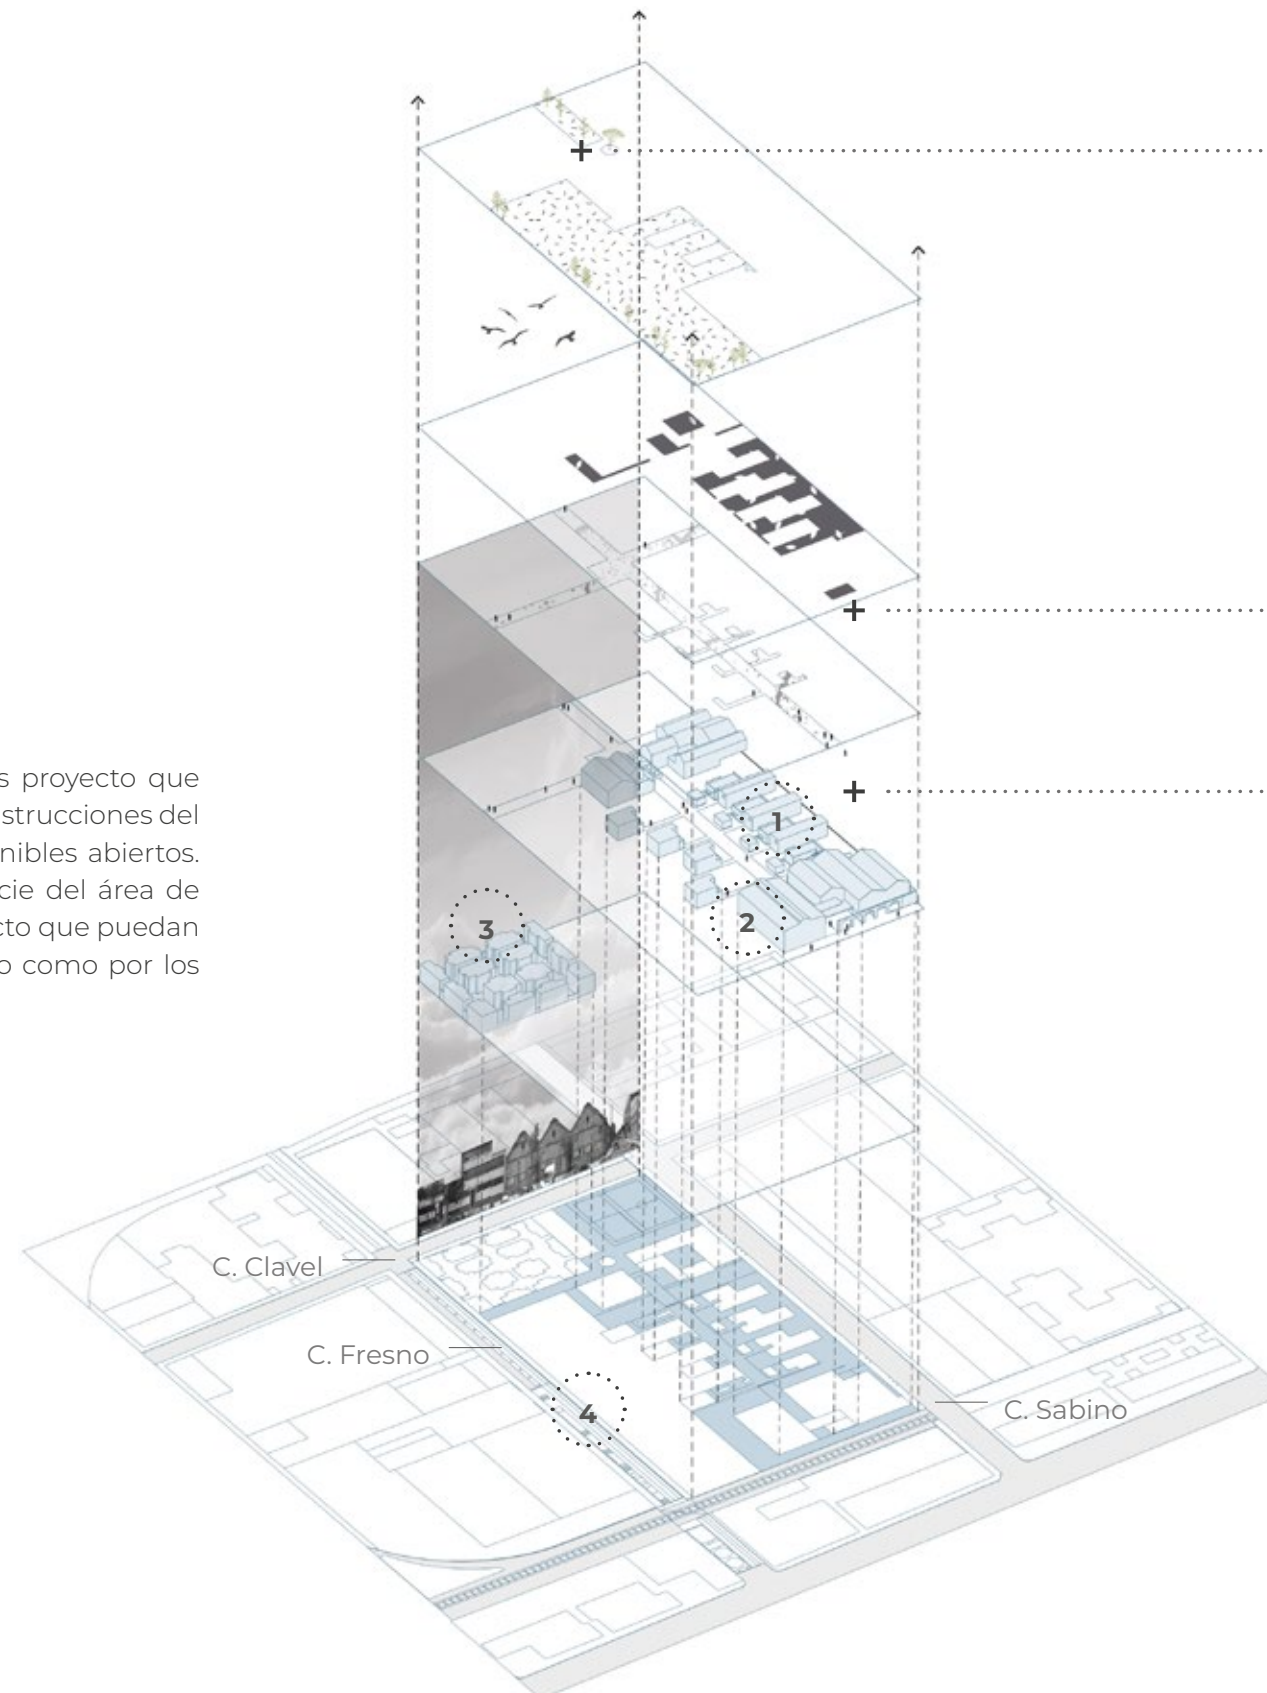 s proyecto que
strucciones del
nibles abiertos.
cie del área de
cto que puedan
o como por los
1
2
3
C. Clavel
C. Fresno
4
C. Sabino